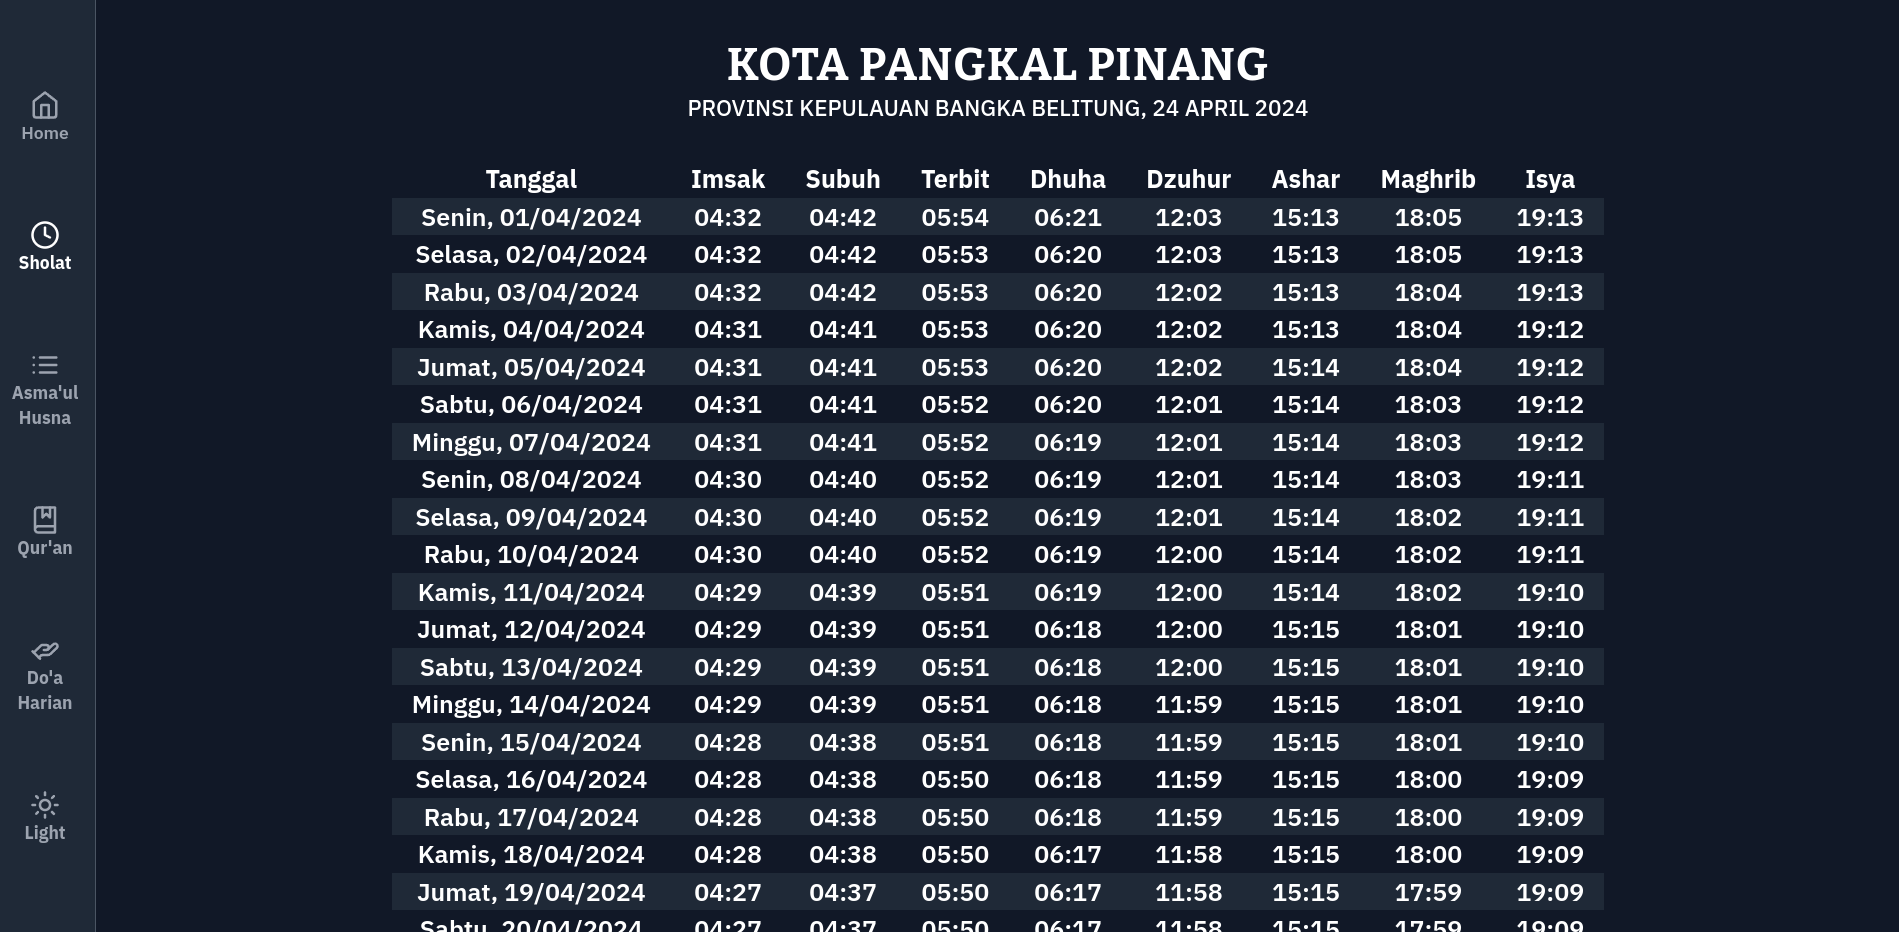 KOTA PANGKAL PINANG
PROVINSI KEPULAUAN BANGKA BELITUNG, 24 APRIL 2024
Home
Sholat
Asma'ul
Husna
Qur'an
Do'a
Harian
Light
Tanggal Imsak Subuh Terbit Dhuha Dzuhur Ashar Maghrib Isya
Senin, 01/04/2024 04:32 04:42 05:54 06:21 12:03 15:13 18:05 19:13
Selasa, 02/04/2024 04:32 04:42 05:53 06:20 12:03 15:13 18:05 19:13
Rabu, 03/04/2024 04:32 04:42 05:53 06:20 12:02 15:13 18:04 19:13
Kamis, 04/04/2024 04:31 04:41 05:53 06:20 12:02 15:13 18:04 19:12
Jumat, 05/04/2024 04:31 04:41 05:53 06:20 12:02 15:14 18:04 19:12
Sabtu, 06/04/2024 04:31 04:41 05:52 06:20 12:01 15:14 18:03 19:12
Minggu, 07/04/2024 04:31 04:41 05:52 06:19 12:01 15:14 18:03 19:12
Senin, 08/04/2024 04:30 04:40 05:52 06:19 12:01 15:14 18:03 19:11
Selasa, 09/04/2024 04:30 04:40 05:52 06:19 12:01 15:14 18:02 19:11
Rabu, 10/04/2024 04:30 04:40 05:52 06:19 12:00 15:14 18:02 19:11
Kamis, 11/04/2024 04:29 04:39 05:51 06:19 12:00 15:14 18:02 19:10
Jumat, 12/04/2024 04:29 04:39 05:51 06:18 12:00 15:15 18:01 19:10
Sabtu, 13/04/2024 04:29 04:39 05:51 06:18 12:00 15:15 18:01 19:10
Minggu, 14/04/2024 04:29 04:39 05:51 06:18 11:59 15:15 18:01 19:10
Senin, 15/04/2024 04:28 04:38 05:51 06:18 11:59 15:15 18:01 19:10
Selasa, 16/04/2024 04:28 04:38 05:50 06:18 11:59 15:15 18:00 19:09
Rabu, 17/04/2024 04:28 04:38 05:50 06:18 11:59 15:15 18:00 19:09
Kamis, 18/04/2024 04:28 04:38 05:50 06:17 11:58 15:15 18:00 19:09
Jumat, 19/04/2024 04:27 04:37 05:50 06:17 11:58 15:15 17:59 19:09
Sabtu, 20/04/2024 04:27 04:37 05:50 06:17 11:58 15:15 17:59 19:09